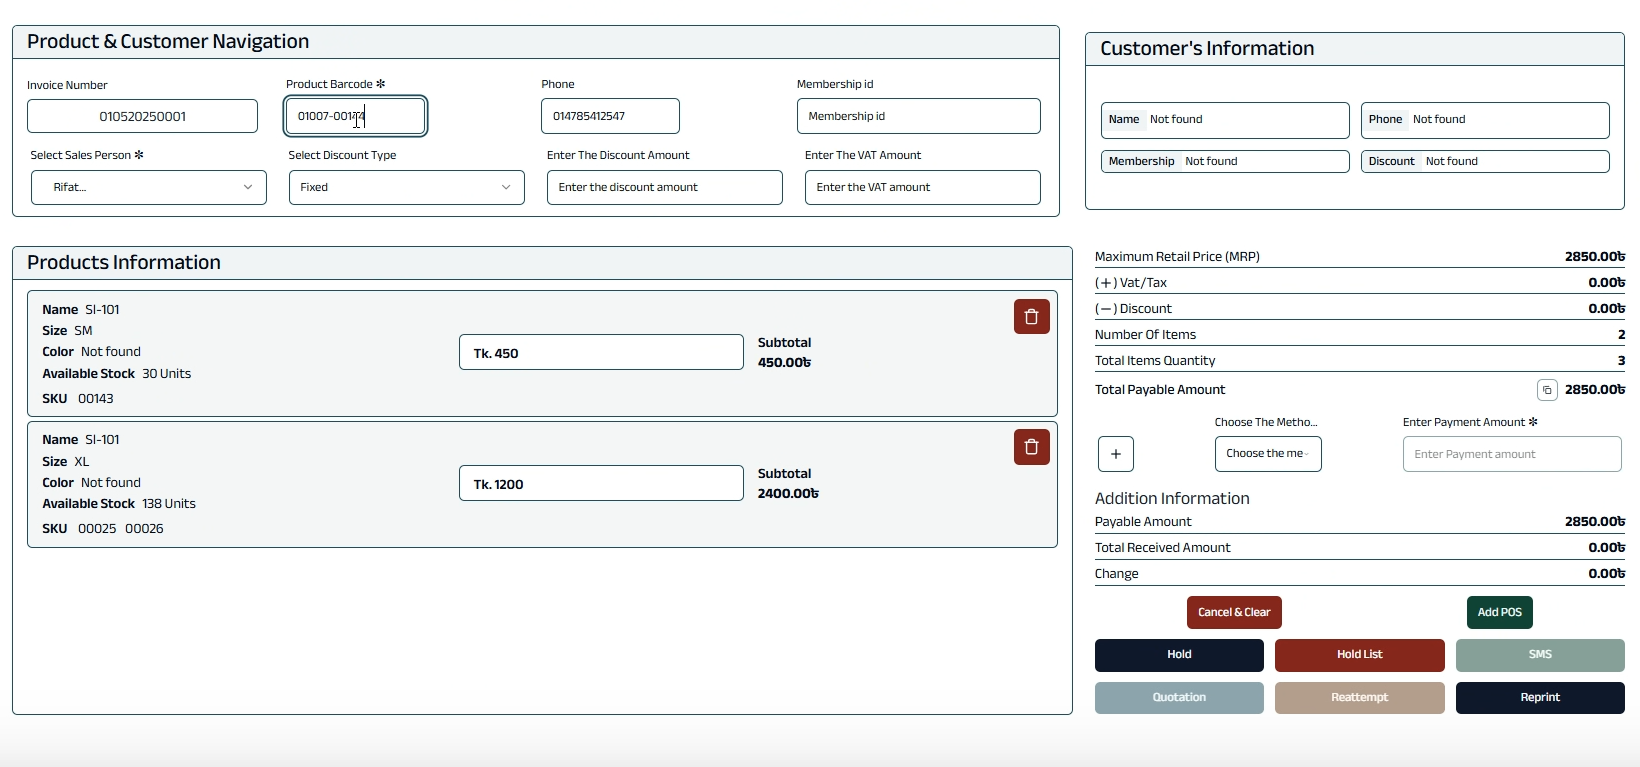 Product & Customer Navigation
Invoice Number
010520250001
Product Barcode ✻
01007-00144
Phone
014785412547
Membership id
Membership id
Select Sales Person ✻
Rifat...
Select Discount Type
Fixed
Enter The Discount Amount
Enter the discount amount
Enter The VAT Amount
Enter the VAT amount
Customer's Information
Name Not found
Phone Not found
Membership Not found
Discount Not found
Products Information
Name SI-101
Size SM
Color Not found
Available Stock 30 Units
SKU 00143
Tk. 450
Subtotal
450.00৳
Name SI-101
Size XL
Color Not found
Available Stock 138 Units
SKU 00025 00026
Tk. 1200
Subtotal
2400.00৳
Maximum Retail Price (MRP) 2850.00৳
(+) Vat/Tax 0.00৳
(−) Discount 0.00৳
Number Of Items 2
Total Items Quantity 3
Total Payable Amount 2850.00৳
Choose The Metho...
Choose the me
Enter Payment Amount ✻
Enter Payment amount
Addition Information
Payable Amount 2850.00৳
Total Received Amount 0.00৳
Change 0.00৳
Cancel & Clear
Add POS
Hold
Hold List
SMS
Quotation
Reattempt
Reprint